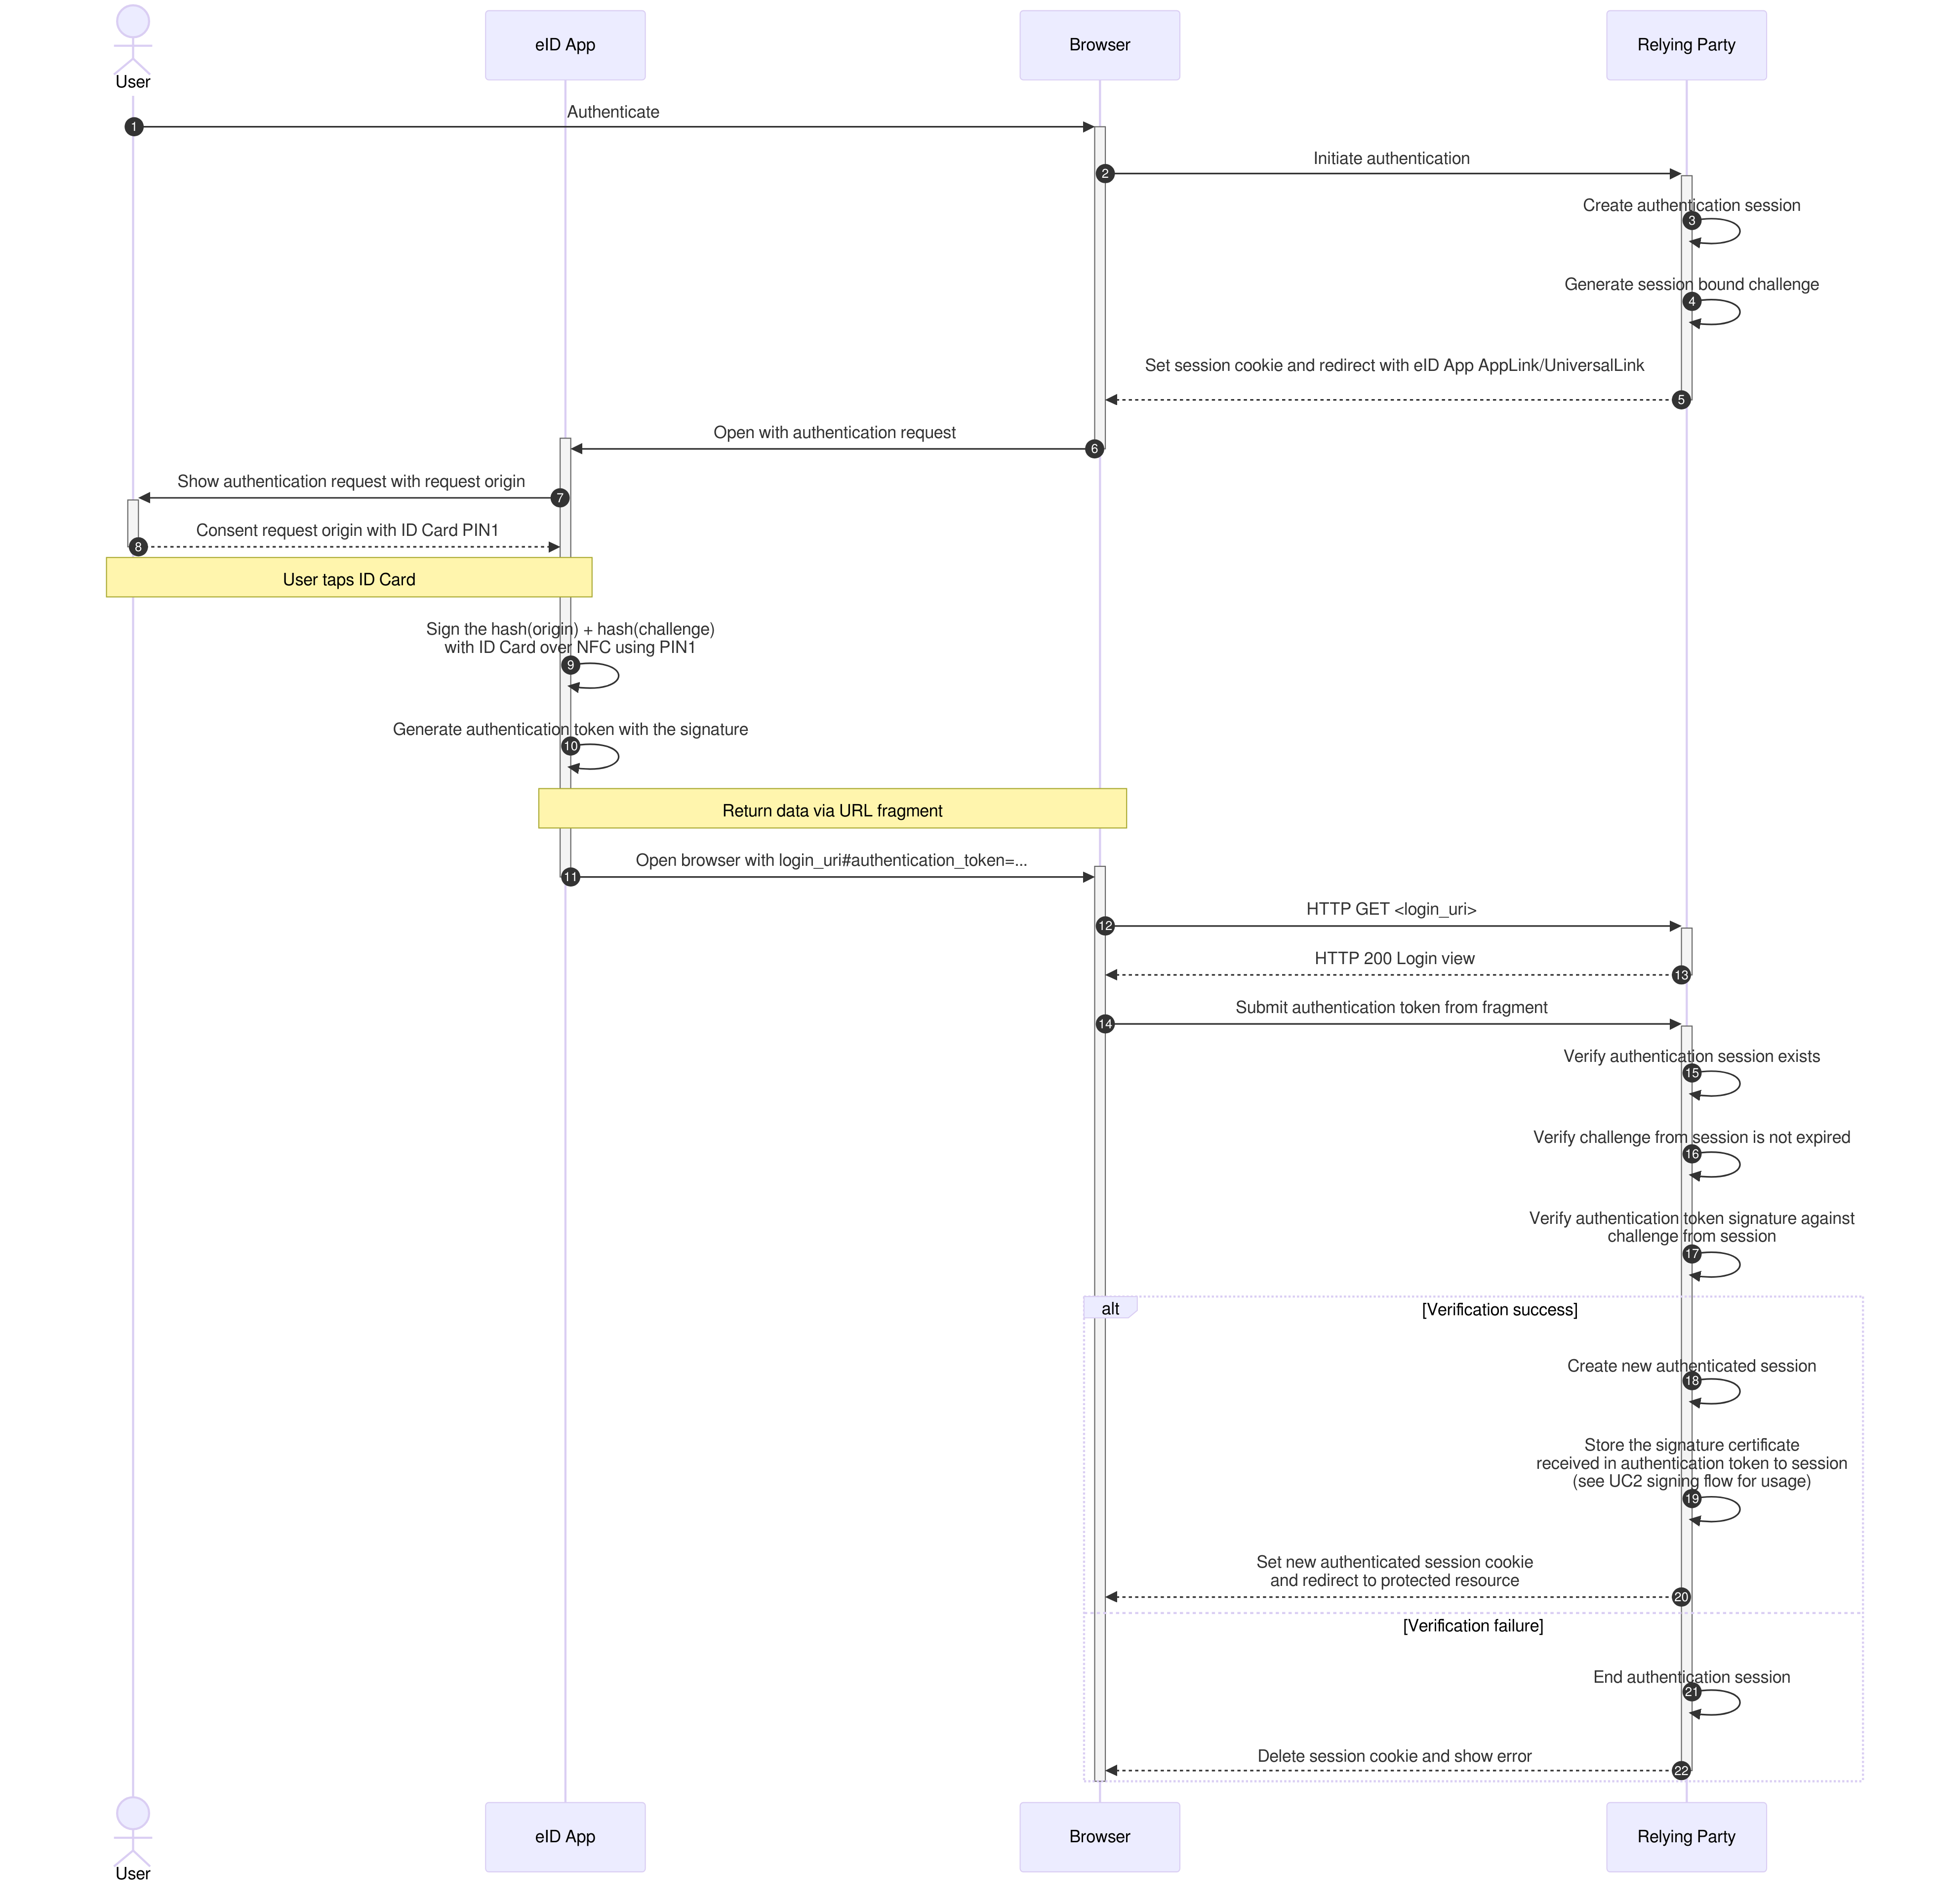 User
eID App
Browser
Relying Party
Authenticate
1
Initiate authentication
2
Create authentication session
3
Generate session bound challenge
4
Set session cookie and redirect with eID App AppLink/UniversalLink
5
Open with authentication request
6
Show authentication request with request origin
7
Consent request origin with ID Card PIN1
8
User taps ID Card
Sign the hash(origin) + hash(challenge)
with ID Card over NFC using PIN1
9
Generate authentication token with the signature
10
Return data via URL fragment
Open browser with login_uri#authentication_token=...
11
HTTP GET <login_uri>
12
HTTP 200 Login view
13
Submit authentication token from fragment
14
Verify authentication session exists
15
Verify challenge from session is not expired
16
Verify authentication token signature against
challenge from session
17
alt
[Verification success]
Create new authenticated session
18
Store the signature certificate
received in authentication token to session
(see UC2 signing flow for usage)
19
Set new authenticated session cookie
and redirect to protected resource
20
[Verification failure]
End authentication session
21
Delete session cookie and show error
22
User
eID App
Browser
Relying Party